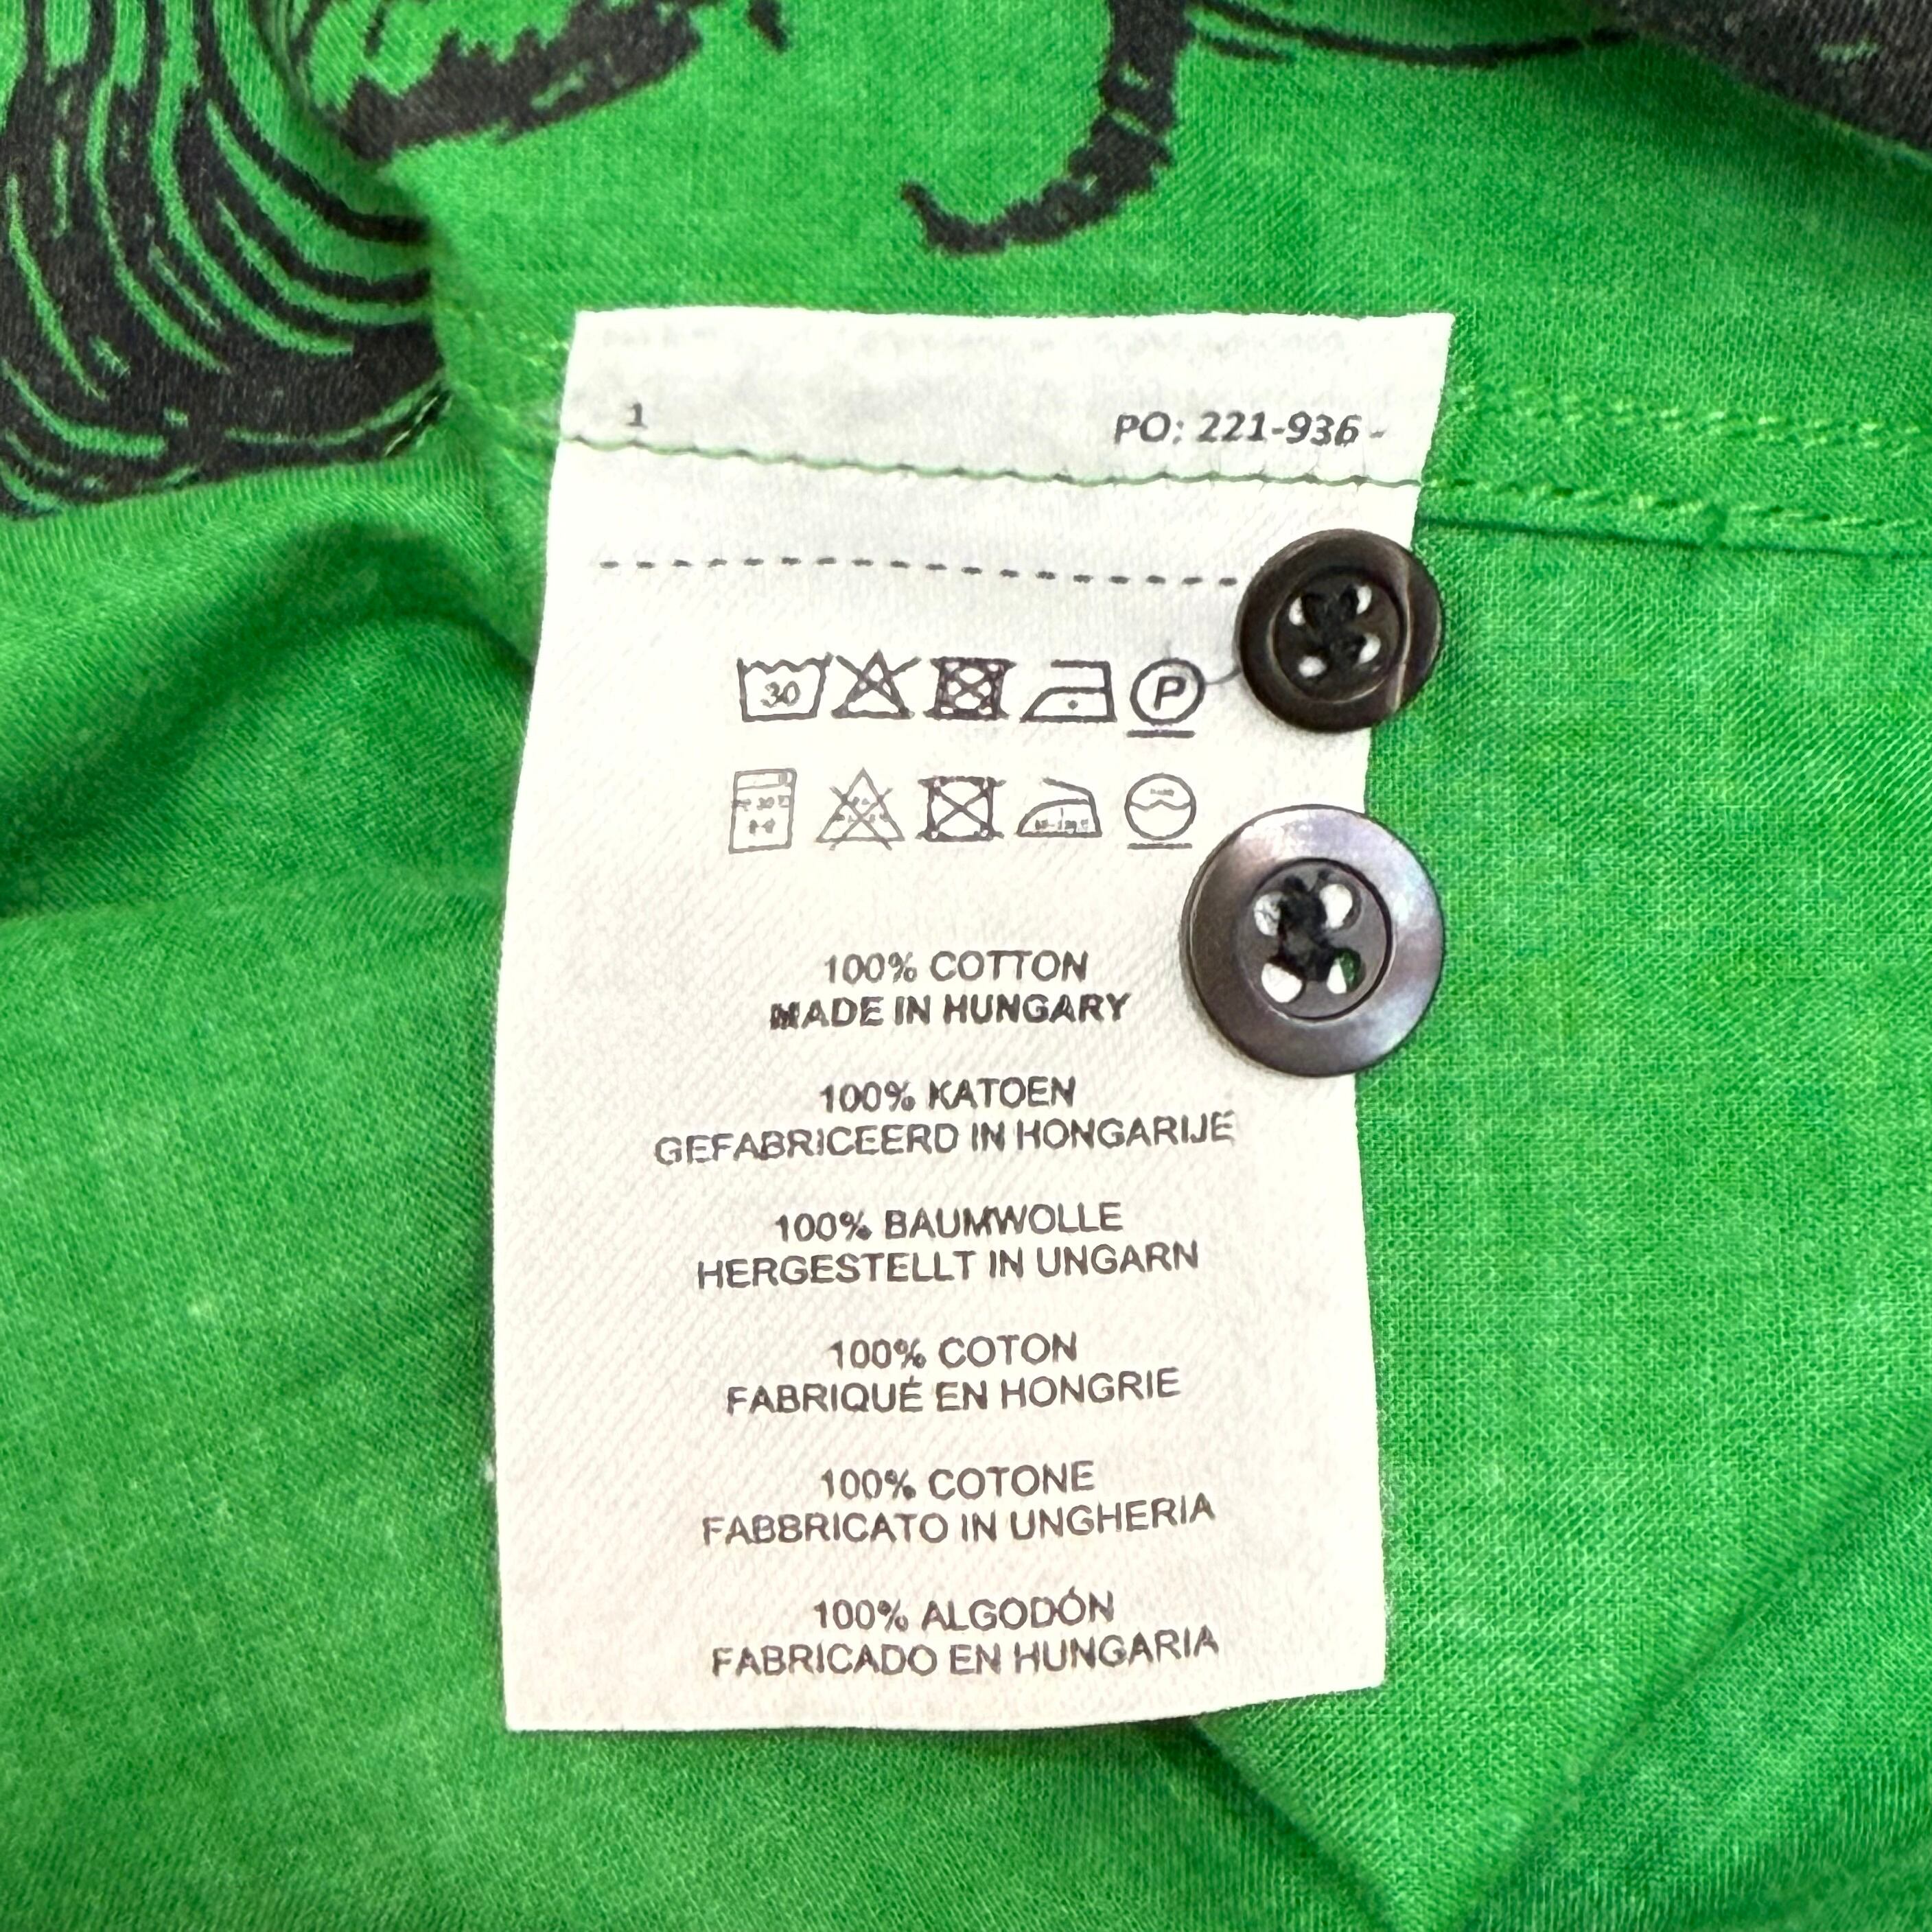 1 PO: 221-936
30 P
100% COTTON
MADE IN HUNGARY
100% KATOEN
GEFABRICEERD IN HONGARIJE
100% BAUMWOLLE
HERGESTELLT IN UNGARN
100% COTON
FABRIQUÉ EN HONGRIE
100% COTONE
FABBRICATO IN UNGHERIA
100% ALGODÓN
FABRICADO EN HUNGARIA